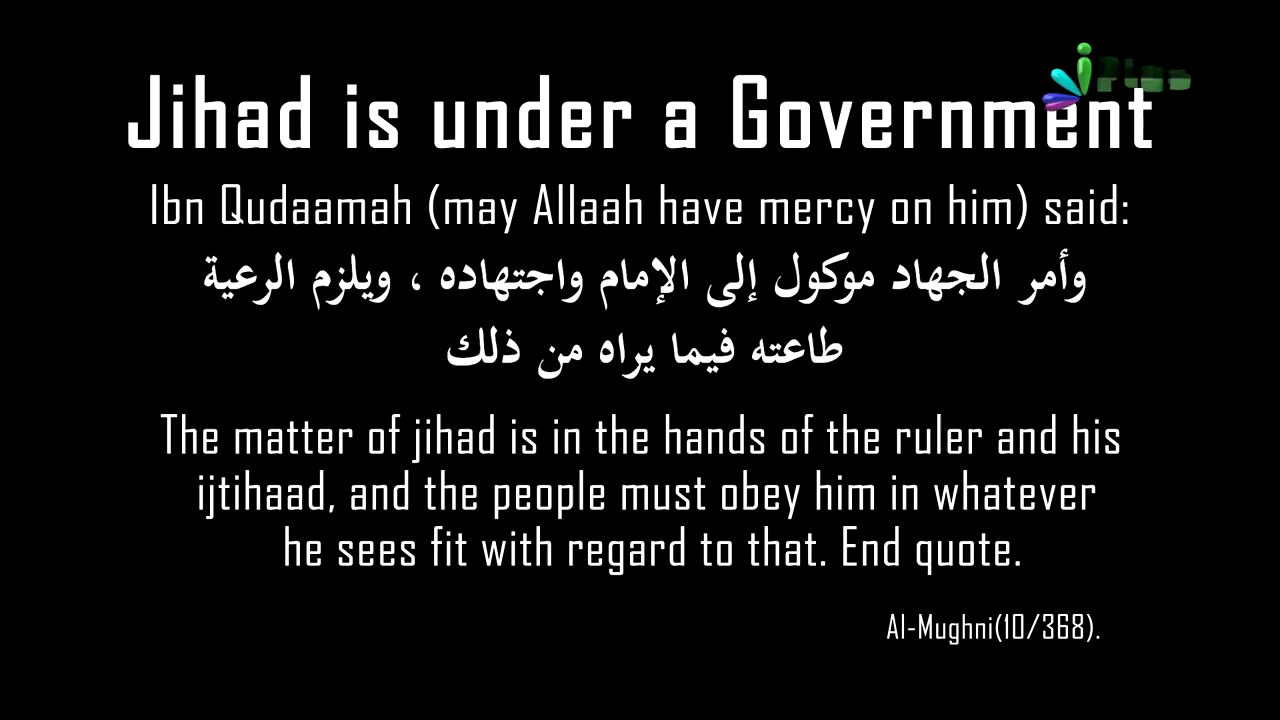 iPlus
Jihad is under a Government
Ibn Qudaamah (may Allaah have mercy on him) said:
وأمر الجهاد موكول إلى الإمام واجتهاده ، ويلزم الرعية
طاعته فيما يراه من ذلك
The matter of jihad is in the hands of the ruler and his
ijtihaad, and the people must obey him in whatever
he sees fit with regard to that. End quote.
Al-Mughni(10/368).